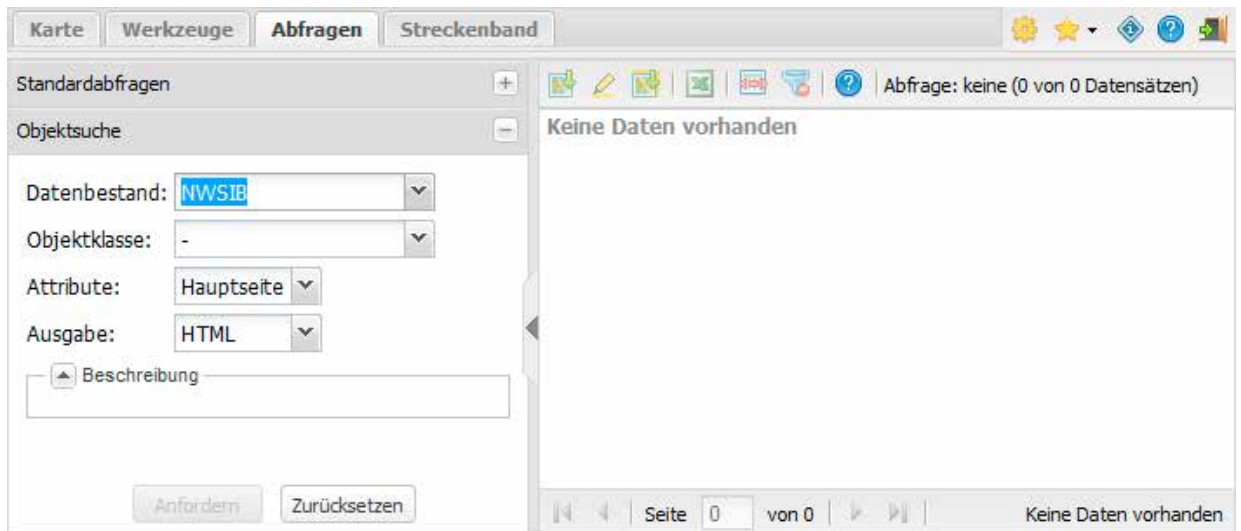 Karte Werkzeuge Abfragen Streckenband
Standardabfragen
Objektsuche
Datenbestand: NWSIB
Objektklasse: -
Attribute: Hauptseite
Ausgabe: HTML
Beschreibung
Anfordern Zurücksetzen
Abfrage: keine (0 von 0 Datensätzen)
Keine Daten vorhanden
Seite 0 von 0 Keine Daten vorhanden